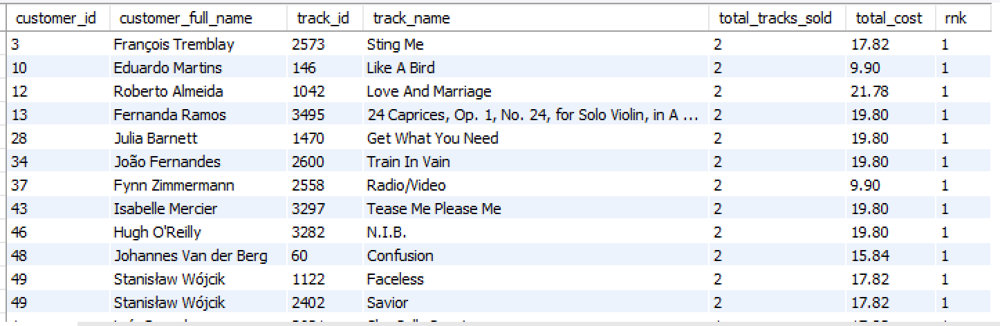 customer_id customer_full_name track_id track_name total_tracks_sold total_cost rnk
3 François Tremblay 2573 Sting Me 2 17.82 1
10 Eduardo Martins 146 Like A Bird 2 9.90 1
12 Roberto Almeida 1042 Love And Marriage 2 21.78 1
13 Fernanda Ramos 3495 24 Caprices, Op. 1, No. 24, for Solo Violin, in A ... 2 19.80 1
28 Julia Barnett 1470 Get What You Need 2 19.80 1
34 João Fernandes 2600 Train In Vain 2 19.80 1
37 Fynn Zimmermann 2558 Radio/Video 2 9.90 1
43 Isabelle Mercier 3297 Tease Me Please Me 2 19.80 1
46 Hugh O'Reilly 3282 N.I.B. 2 19.80 1
48 Johannes Van der Berg 60 Confusion 2 15.84 1
49 Stanisław Wójcik 1122 Faceless 2 17.82 1
49 Stanisław Wójcik 2402 Savior 2 17.82 1